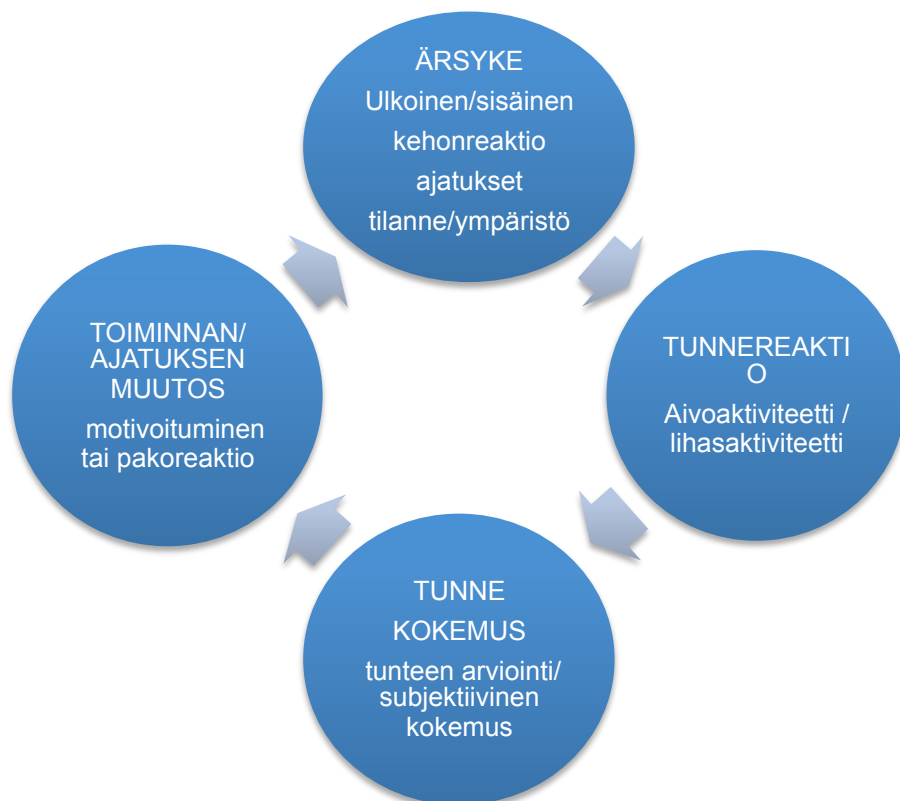 ÄRSYKE
Ulkoinen/sisäinen
kehonreaktio
ajatukset
tilanne/ympäristö
TUNNEREAKTI
O
Aivoaktiviteetti /
lihasaktiviteetti
TUNNE
KOKEMUS
tunteen arviointi/
subjektiivinen
kokemus
TOIMINNAN/
AJATUKSEN
MUUTOS
motivoituminen
tai pakoreaktio